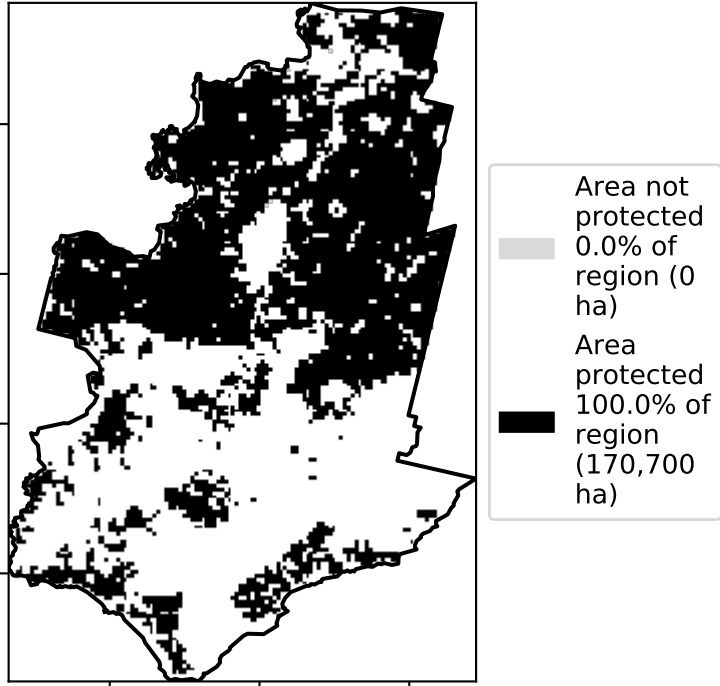 Area not
protected
0.0% of
region (0
ha)
Area
protected
100.0% of
region
(170,700
ha)